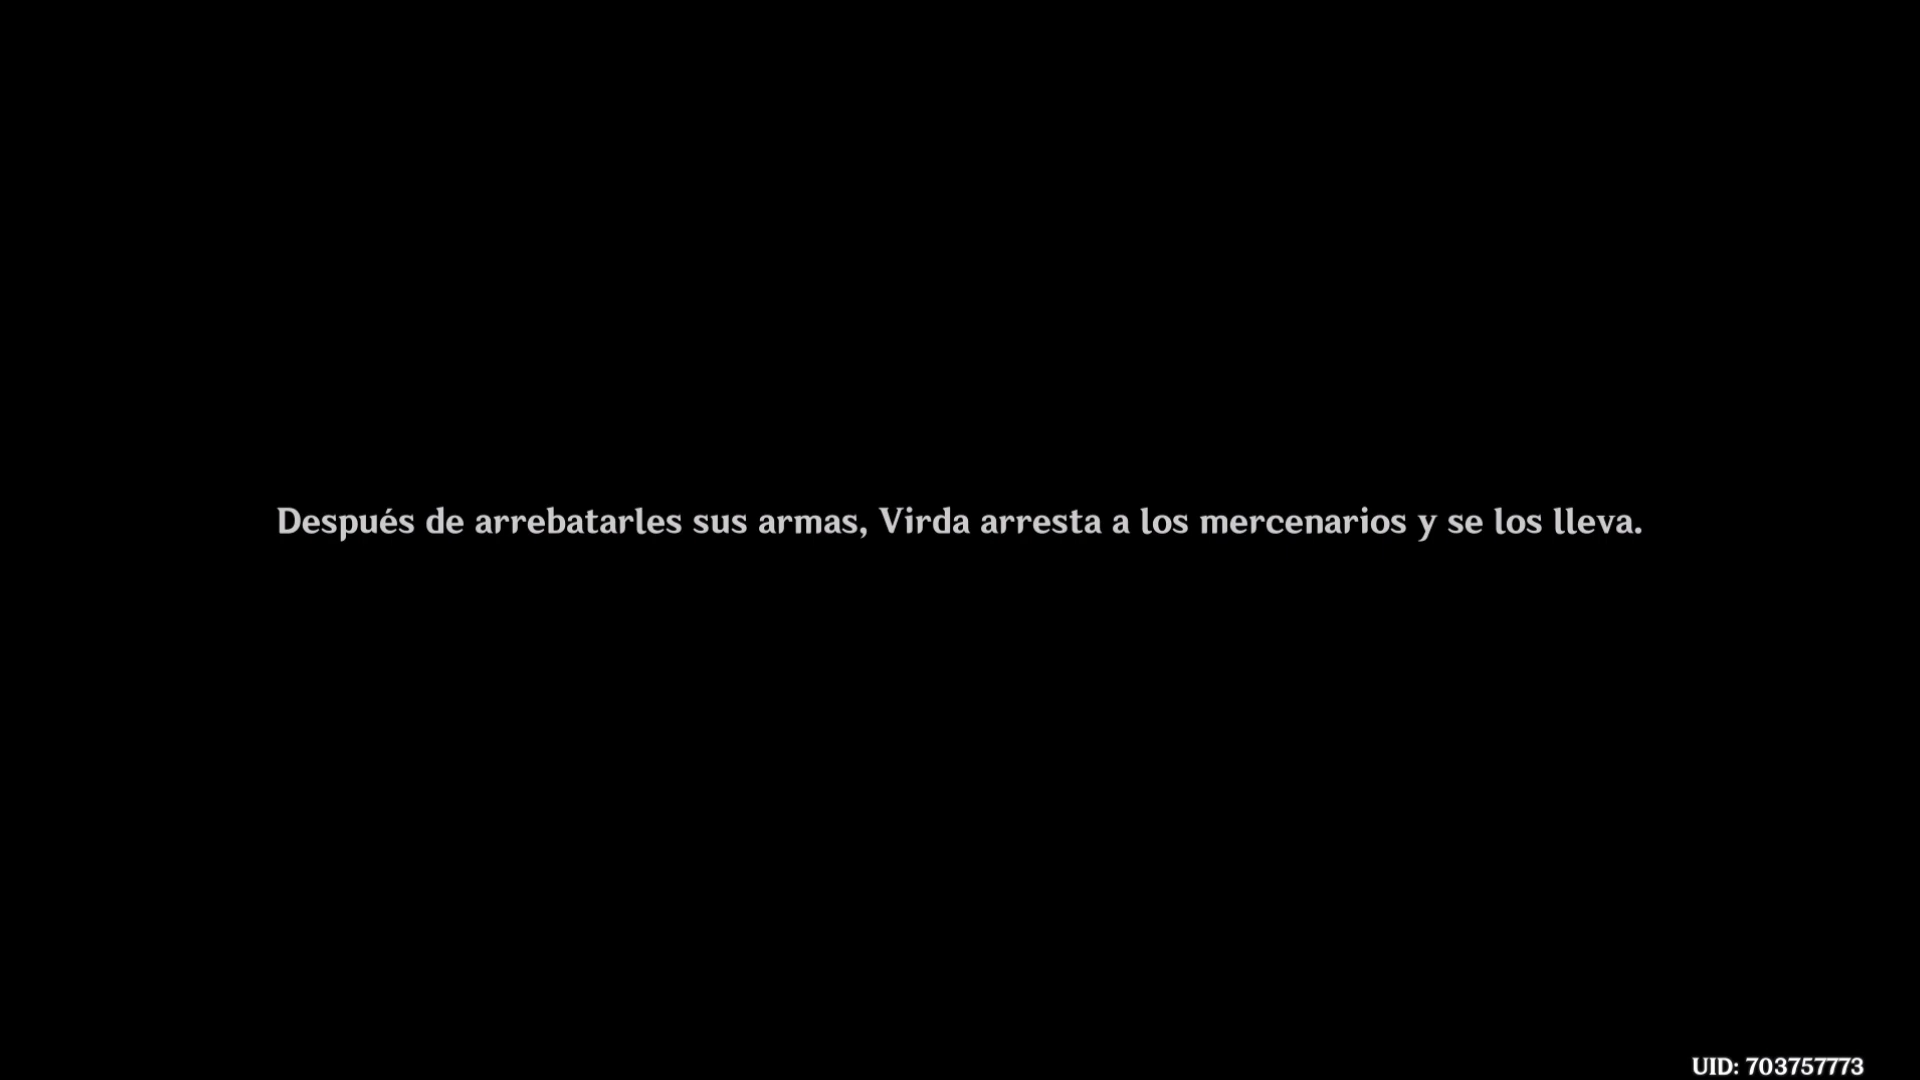 Después de arrebatarles sus armas, Virda arresta a los mercenarios y se los lleva.
UID: 703757773